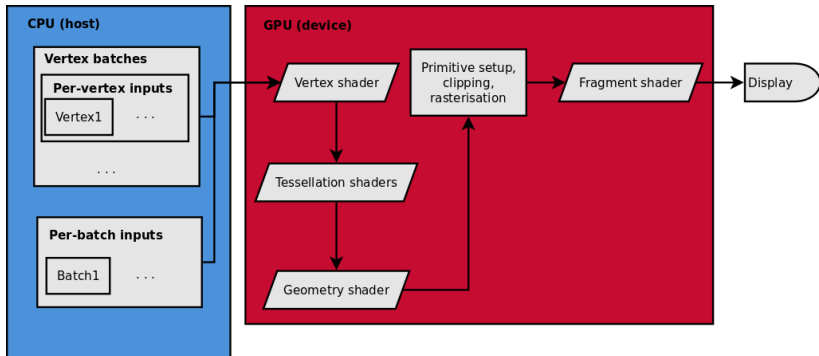 CPU (host)
Vertex batches
Per-vertex inputs
Vertex1
. . .
. . .
Per-batch inputs
Batch1
. . .
GPU (device)
Vertex shader
Tessellation shaders
Geometry shader
Primitive setup,
clipping,
rasterisation
Fragment shader
Display